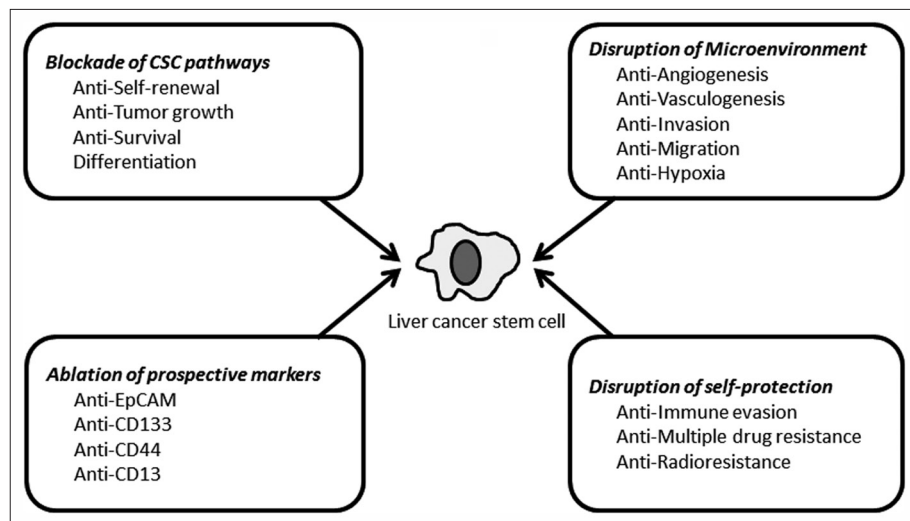 Blockade of CSC pathways
Anti-Self-renewal
Anti-Tumor growth
Anti-Survival
Differentiation
Disruption of Microenvironment
Anti-Angiogenesis
Anti-Vasculogenesis
Anti-Invasion
Anti-Migration
Anti-Hypoxia
Liver cancer stem cell
Ablation of prospective markers
Anti-EpCAM
Anti-CD133
Anti-CD44
Anti-CD13
Disruption of self-protection
Anti-Immune evasion
Anti-Multiple drug resistance
Anti-Radioresistance